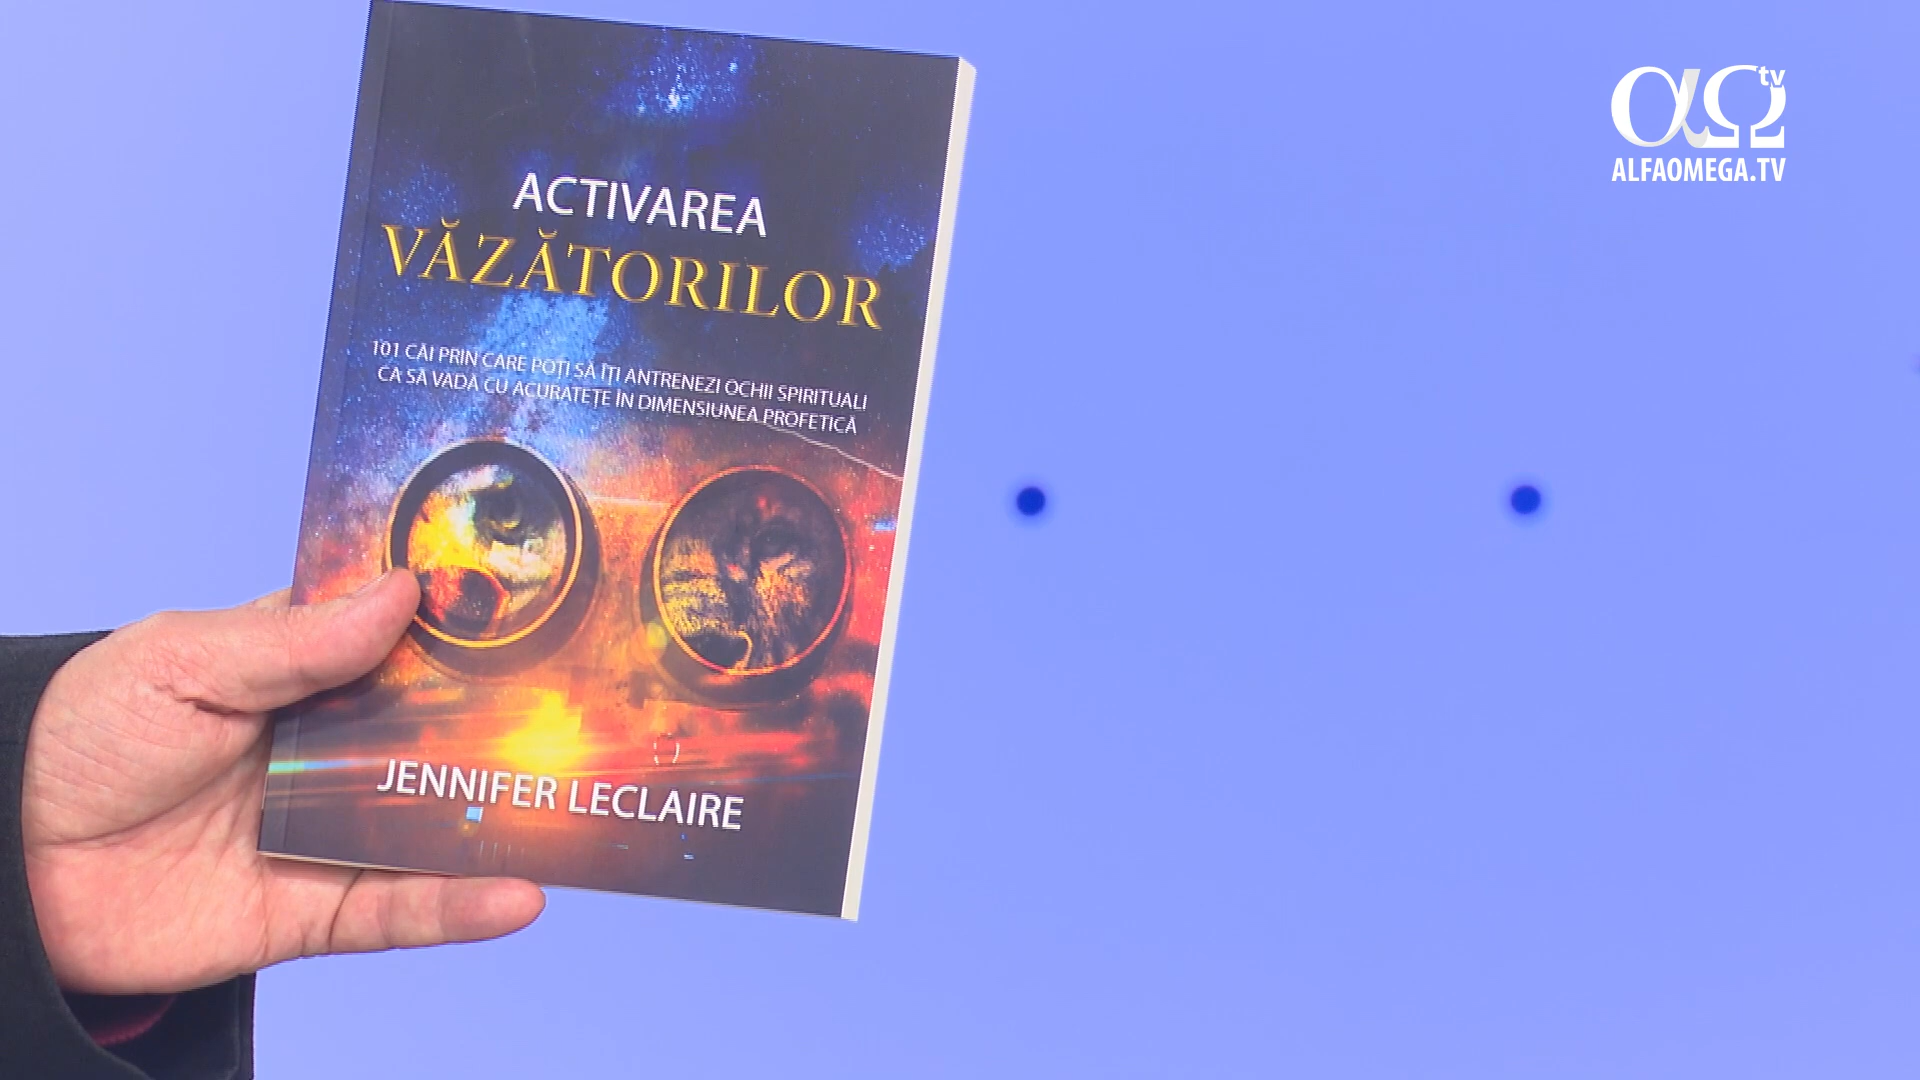 ACTIVAREA
VĂZĂTORILOR
101 CĂI PRIN CARE POȚI SĂ ÎȚI ANTRENEZI OCHII SPIRITUALI
CA SĂ VADĂ CU ACURATEȚE ÎN DIMENSIUNEA PROFETICĂ
JENNIFER LECLAIRE
αΩ tv
ALFAOMEGA.TV